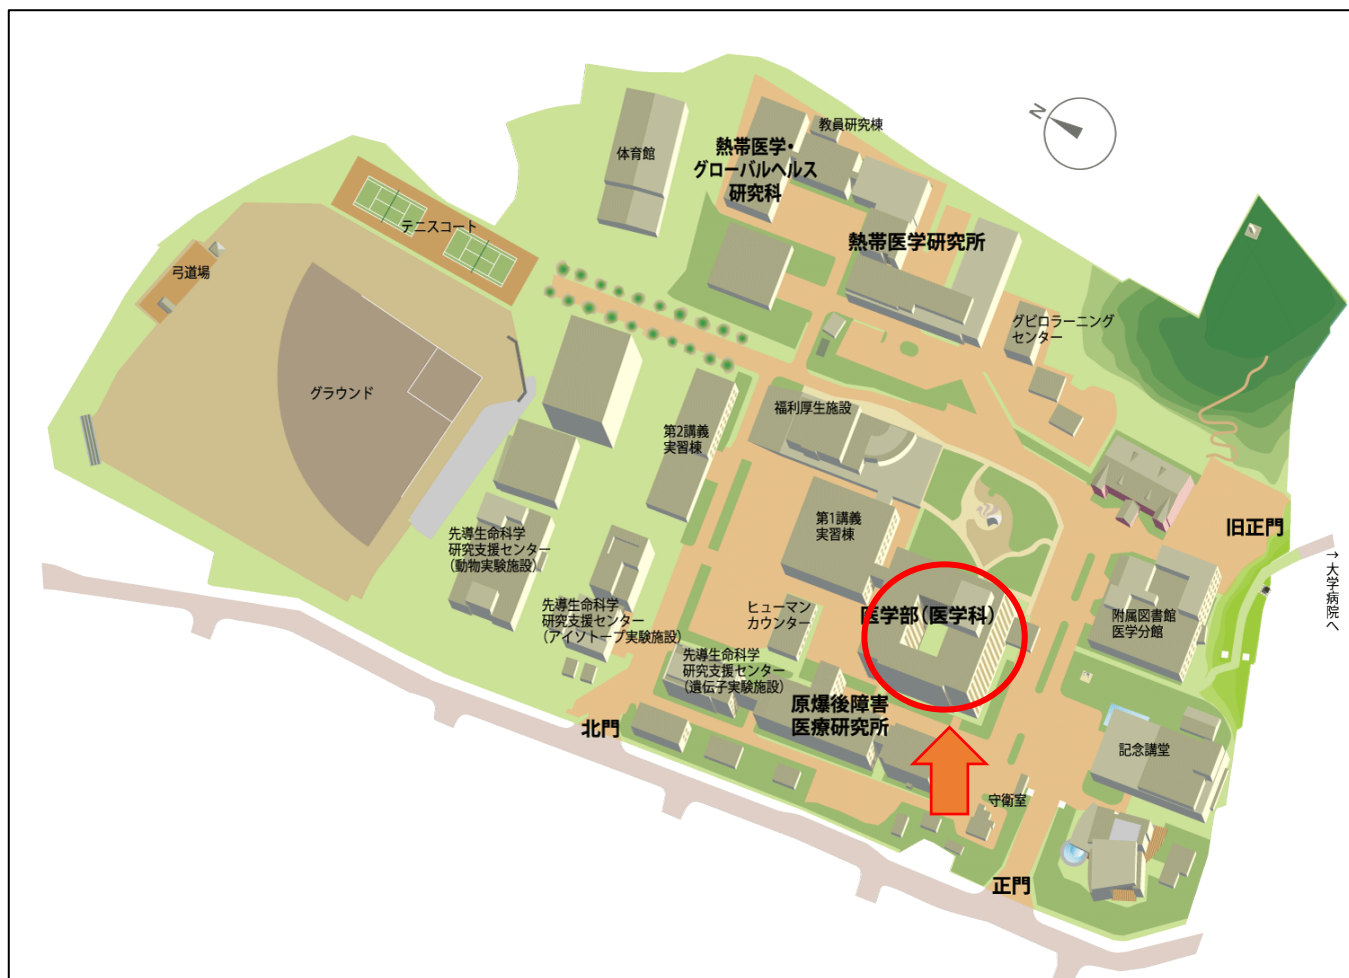 N
教員研究棟
体育館
熱帯医学・
グローバルヘルス
研究科
テニスコート
熱帯医学研究所
弓道場
グビロラーニング
センター
グラウンド
福利厚生施設
第2講義
実習棟
第1講義
実習棟
旧正門
→大学病院へ
先導生命科学
研究支援センター
(動物実験施設)
先導生命科学
研究支援センター
(アイソトープ実験施設)
ヒューマン
カウンター
医学部(医学科)
附属図書館
医学分館
先導生命科学
研究支援センター
(遺伝子実験施設)
原爆後障害
医療研究所
北門
記念講堂
守衛室
正門